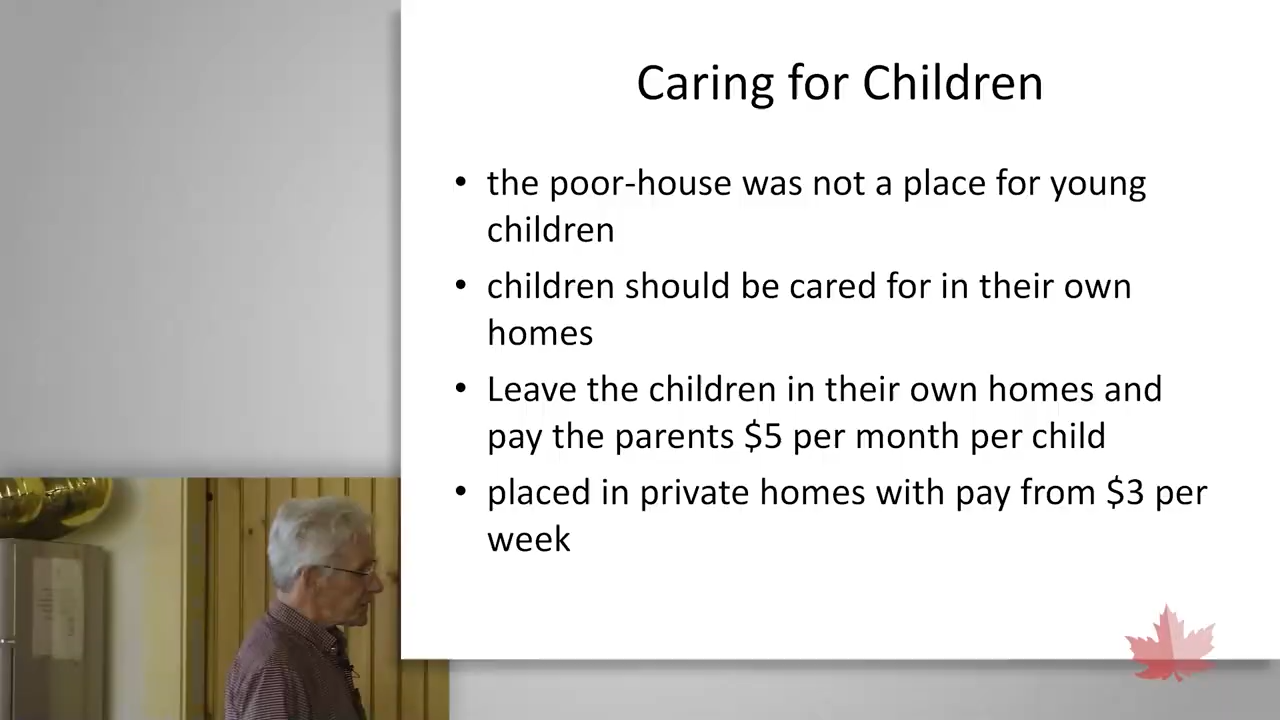 Caring for Children
• the poor-house was not a place for young
children
• children should be cared for in their own
homes
• Leave the children in their own homes and
pay the parents $5 per month per child
• placed in private homes with pay from $3 per
week